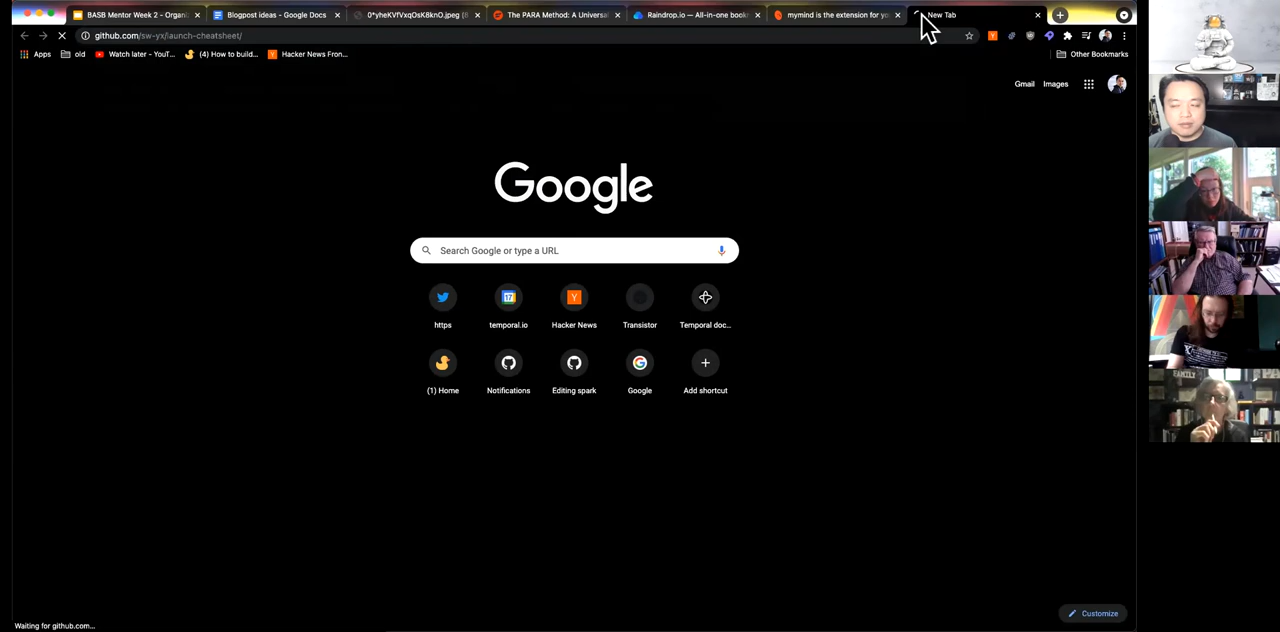 BASB Mentor Week 2 - Organi
Blogpost ideas - Google Docs
0*yheKVfVxqOsK8knO.jpeg (6
The PARA Method: A Universa
Raindrop.io — All-in-one book
mymind is the extension for yo
New Tab
github.com/sw-yx/launch-cheatsheet/
Apps
old
Watch later - YouT...
(4) How to build...
Hacker News Fron...
Other Bookmarks
Gmail
Images
Google
Search Google or type a URL
17
Y
https
temporal.io
Hacker News
Transistor
Temporal doc...
(1) Home
Notifications
Editing spark
Google
Add shortcut
Customize
Waiting for github.com...
FAMILY